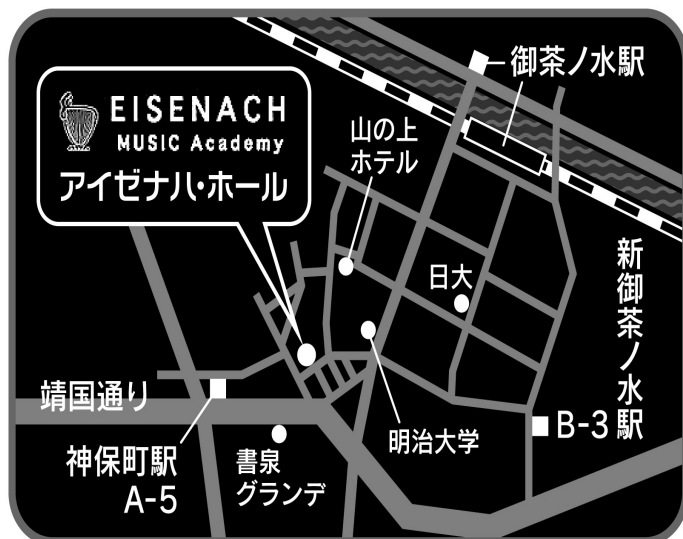 御茶ノ水駅
EISENACH
MUSIC Academy
アイゼナハ・ホール
山の上
ホテル
日大
新御茶ノ水駅
B-3
靖国通り
神保町駅
A-5
書泉
グランデ
明治大学